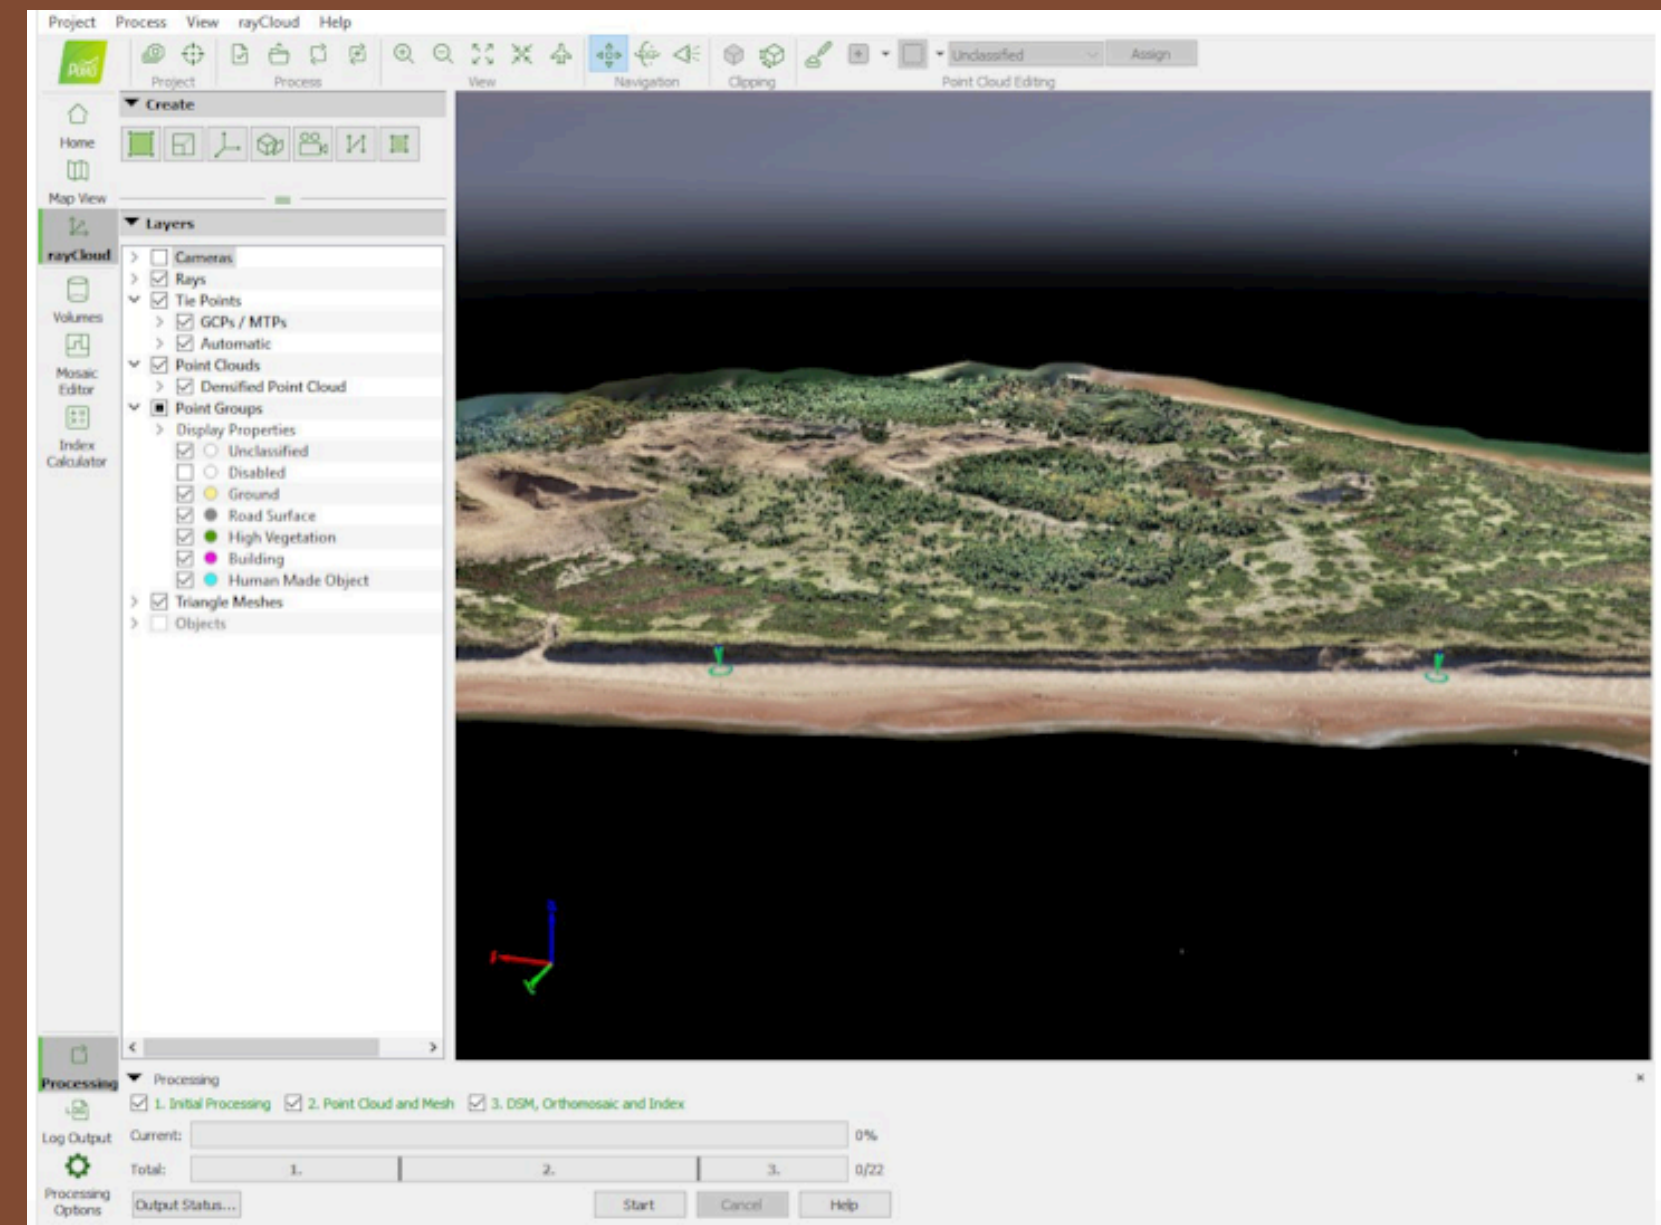 Project Process View rayCloud Help
Unclassified Assign
Project Process View Navigation Clipping Point Cloud Editing
Create
Home
Map View
Layers
rayCloud
Cameras
Rays
Tie Points
GCPs / MTPs
Automatic
Point Clouds
Densified Point Cloud
Point Groups
Display Properties
Unclassified
Disabled
Ground
Road Surface
High Vegetation
Building
Human Made Object
Triangle Meshes
Objects
Volumes
Mosaic
Editor
Index
Calculator
Processing
Processing
1. Initial Processing 2. Point Cloud and Mesh 3. DSM, Orthomosaic and Index
Log Output
Current: 0%
Total: 1. 2. 3. 0/22
Processing
Options
Output Status... Start Cancel Help